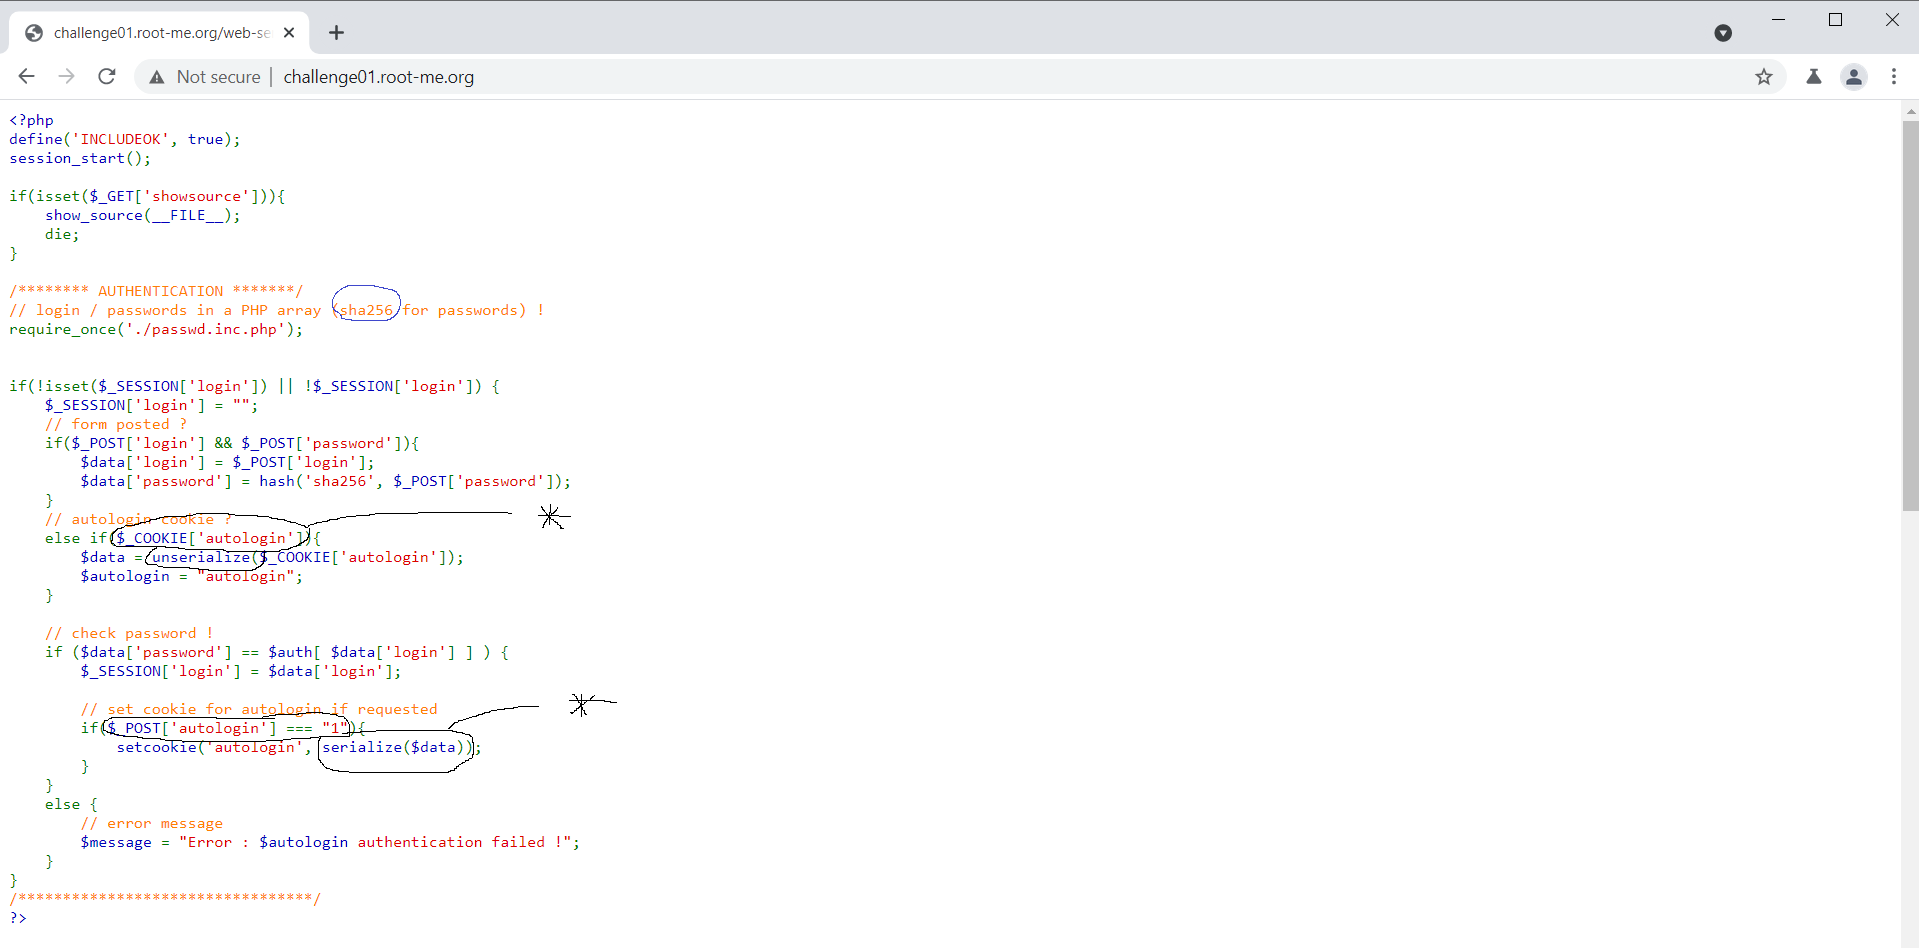 challenge01.root-me.org/web-se
Not secure | challenge01.root-me.org
<?php
define('INCLUDEOK', true);
session_start();
if(isset($_GET['showsource'])){
    show_source(__FILE__);
    die;
}
/******** AUTHENTICATION *******/
// login / passwords in a PHP array (sha256 for passwords) !
require_once('./passwd.inc.php');
if(!isset($_SESSION['login']) || !$_SESSION['login']) {
    $_SESSION['login'] = "";
    // form posted ?
    if($_POST['login'] && $_POST['password']){
        $data['login'] = $_POST['login'];
        $data['password'] = hash('sha256', $_POST['password']);
    }
    // autologin cookie ?
    else if($_COOKIE['autologin']){
        $data = unserialize($_COOKIE['autologin']);
        $autologin = "autologin";
    }
    // check password !
    if ($data['password'] == $auth[ $data['login'] ] ) {
        $_SESSION['login'] = $data['login'];
        // set cookie for autologin if requested
        if($_POST['autologin'] === "1"){
            setcookie('autologin', serialize($data));
        }
    }
    else {
        // error message
        $message = "Error : $autologin authentication failed !";
    }
}
/*********************************/
?>